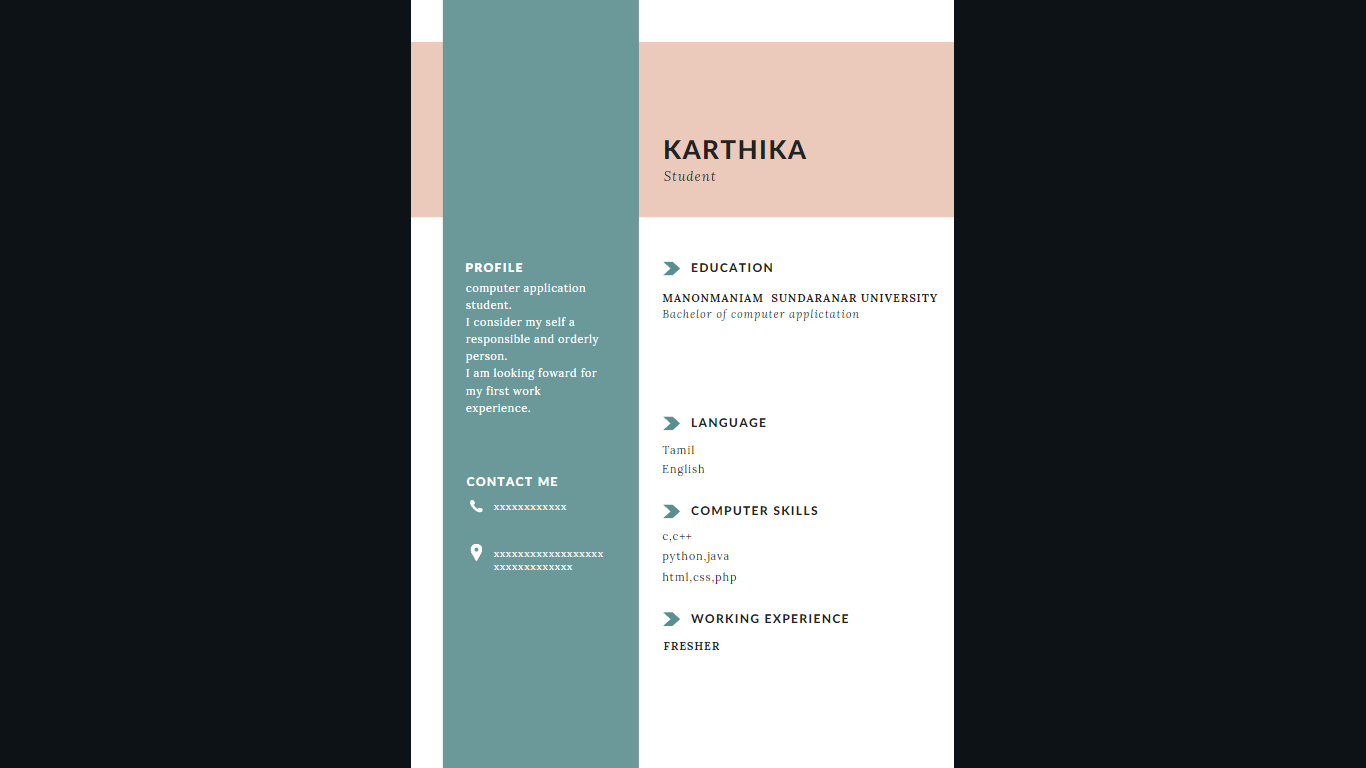 KARTHIKA
Student
PROFILE
computer application
student.
I consider my self a
responsible and orderly
person.
I am looking foward for
my first work
experience.
CONTACT ME
xxxxxxxxxxxx
xxxxxxxxxxxxxxxxxx
xxxxxxxxxxxxx
EDUCATION
MANONMANIAM SUNDARANAR UNIVERSITY
Bachelor of computer applictation
LANGUAGE
Tamil
English
COMPUTER SKILLS
c,c++
python,java
html,css,php
WORKING EXPERIENCE
FRESHER